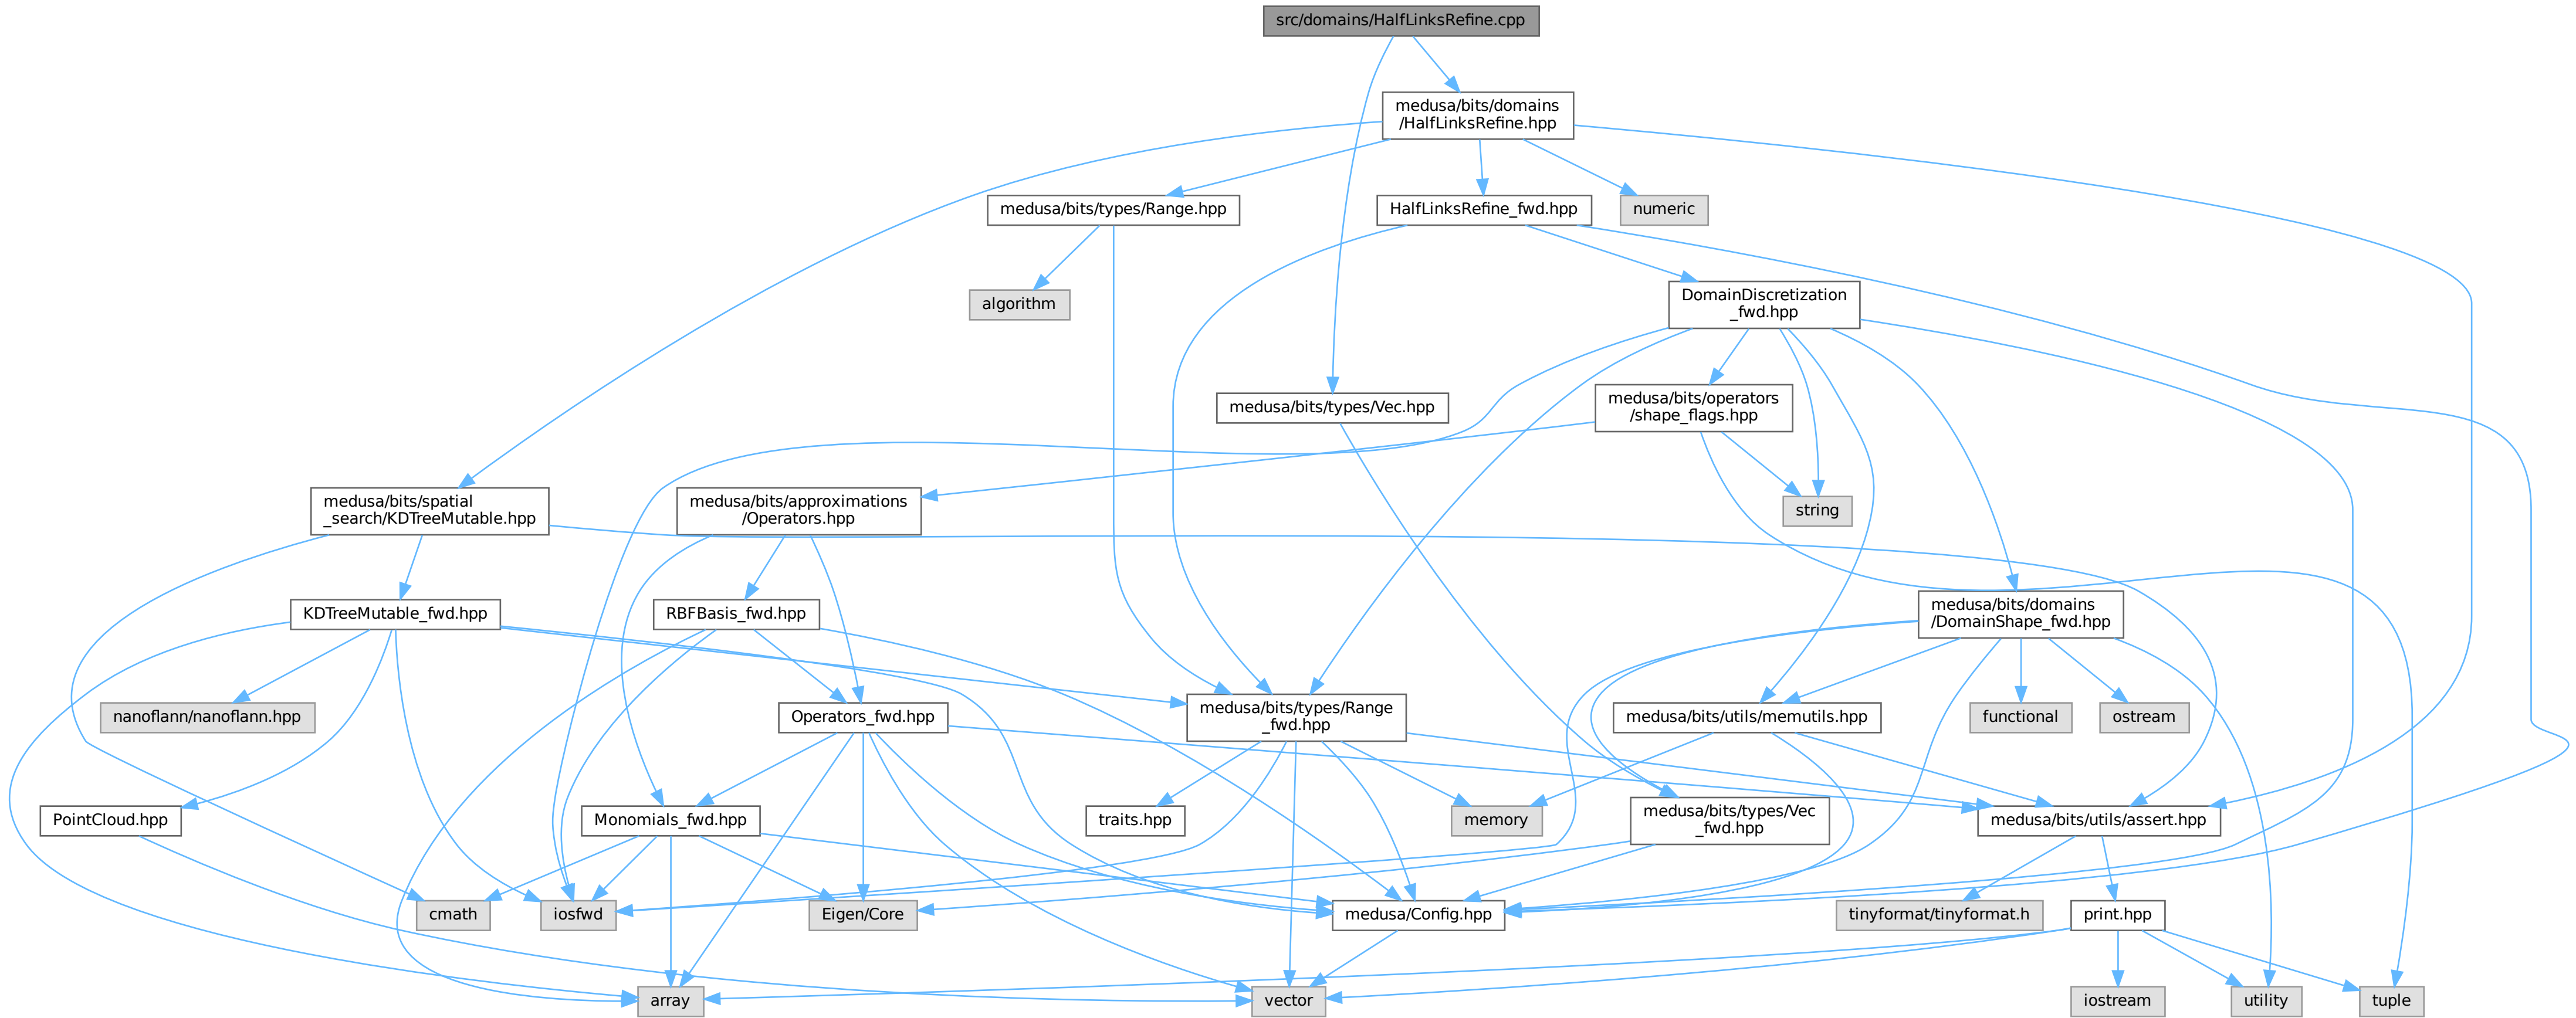 src/domains/HalfLinksRefine.cpp
medusa/bits/domains
/HalfLinksRefine.hpp
medusa/bits/types/Range.hpp
HalfLinksRefine_fwd.hpp
numeric
algorithm
DomainDiscretization
_fwd.hpp
medusa/bits/types/Vec.hpp
medusa/bits/operators
/shape_flags.hpp
medusa/bits/spatial
_search/KDTreeMutable.hpp
medusa/bits/approximations
/Operators.hpp
string
KDTreeMutable_fwd.hpp
RBFBasis_fwd.hpp
medusa/bits/domains
/DomainShape_fwd.hpp
nanoflann/nanoflann.hpp
Operators_fwd.hpp
medusa/bits/types/Range
_fwd.hpp
medusa/bits/utils/memutils.hpp
functional
ostream
PointCloud.hpp
Monomials_fwd.hpp
traits.hpp
memory
medusa/bits/types/Vec
_fwd.hpp
medusa/bits/utils/assert.hpp
cmath
iosfwd
Eigen/Core
medusa/Config.hpp
tinyformat/tinyformat.h
print.hpp
array
vector
iostream
utility
tuple